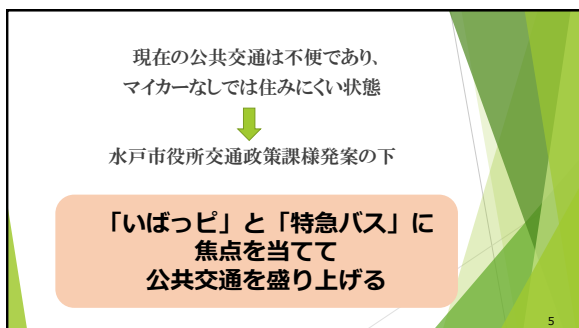 現在の公共交通は不便であり、
マイカーなしでは住みにくい状態
水戸市役所交通政策課様発案の下
「いばっピ」と「特急バス」に
焦点を当てて
公共交通を盛り上げる
5